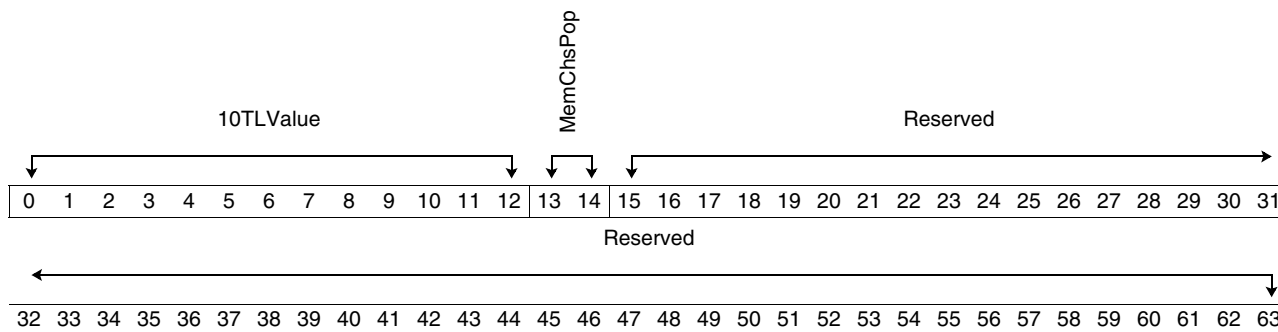 MemChsPop
10TLValue Reserved
0 1 2 3 4 5 6 7 8 9 10 11 12 13 14 15 16 17 18 19 20 21 22 23 24 25 26 27 28 29 30 31
Reserved
32 33 34 35 36 37 38 39 40 41 42 43 44 45 46 47 48 49 50 51 52 53 54 55 56 57 58 59 60 61 62 63